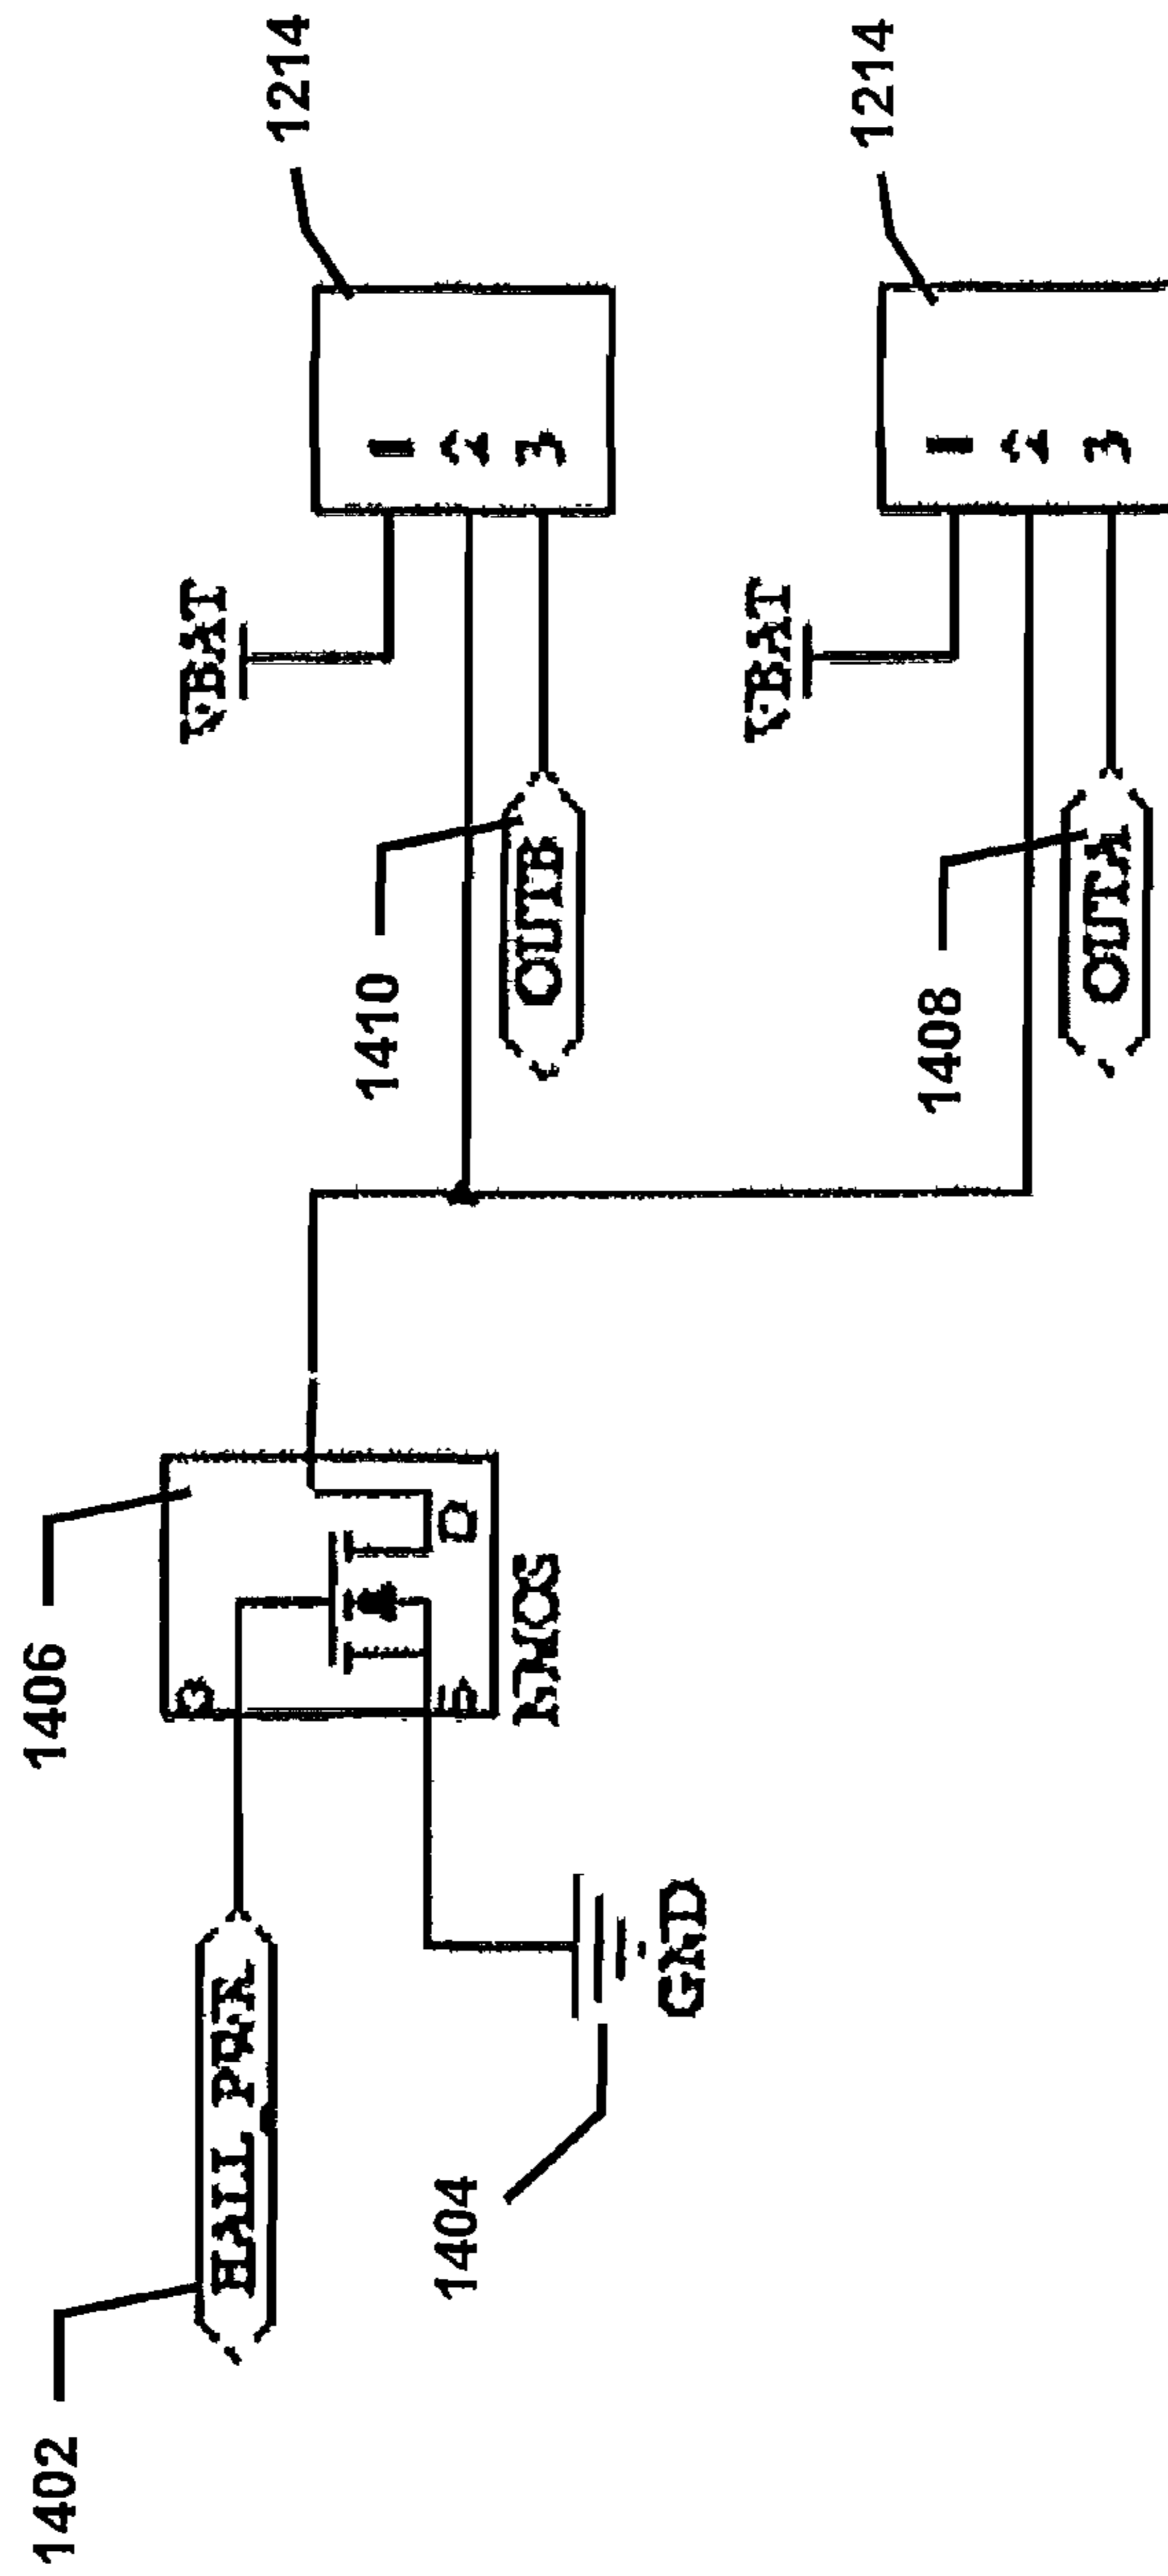 1402
HALL PWR
1404
GND
1406
G
D
S
NMOS
1410
OUTB
VBAT
1
2
3
1214
1408
OUTA
VBAT
1
2
3
1214